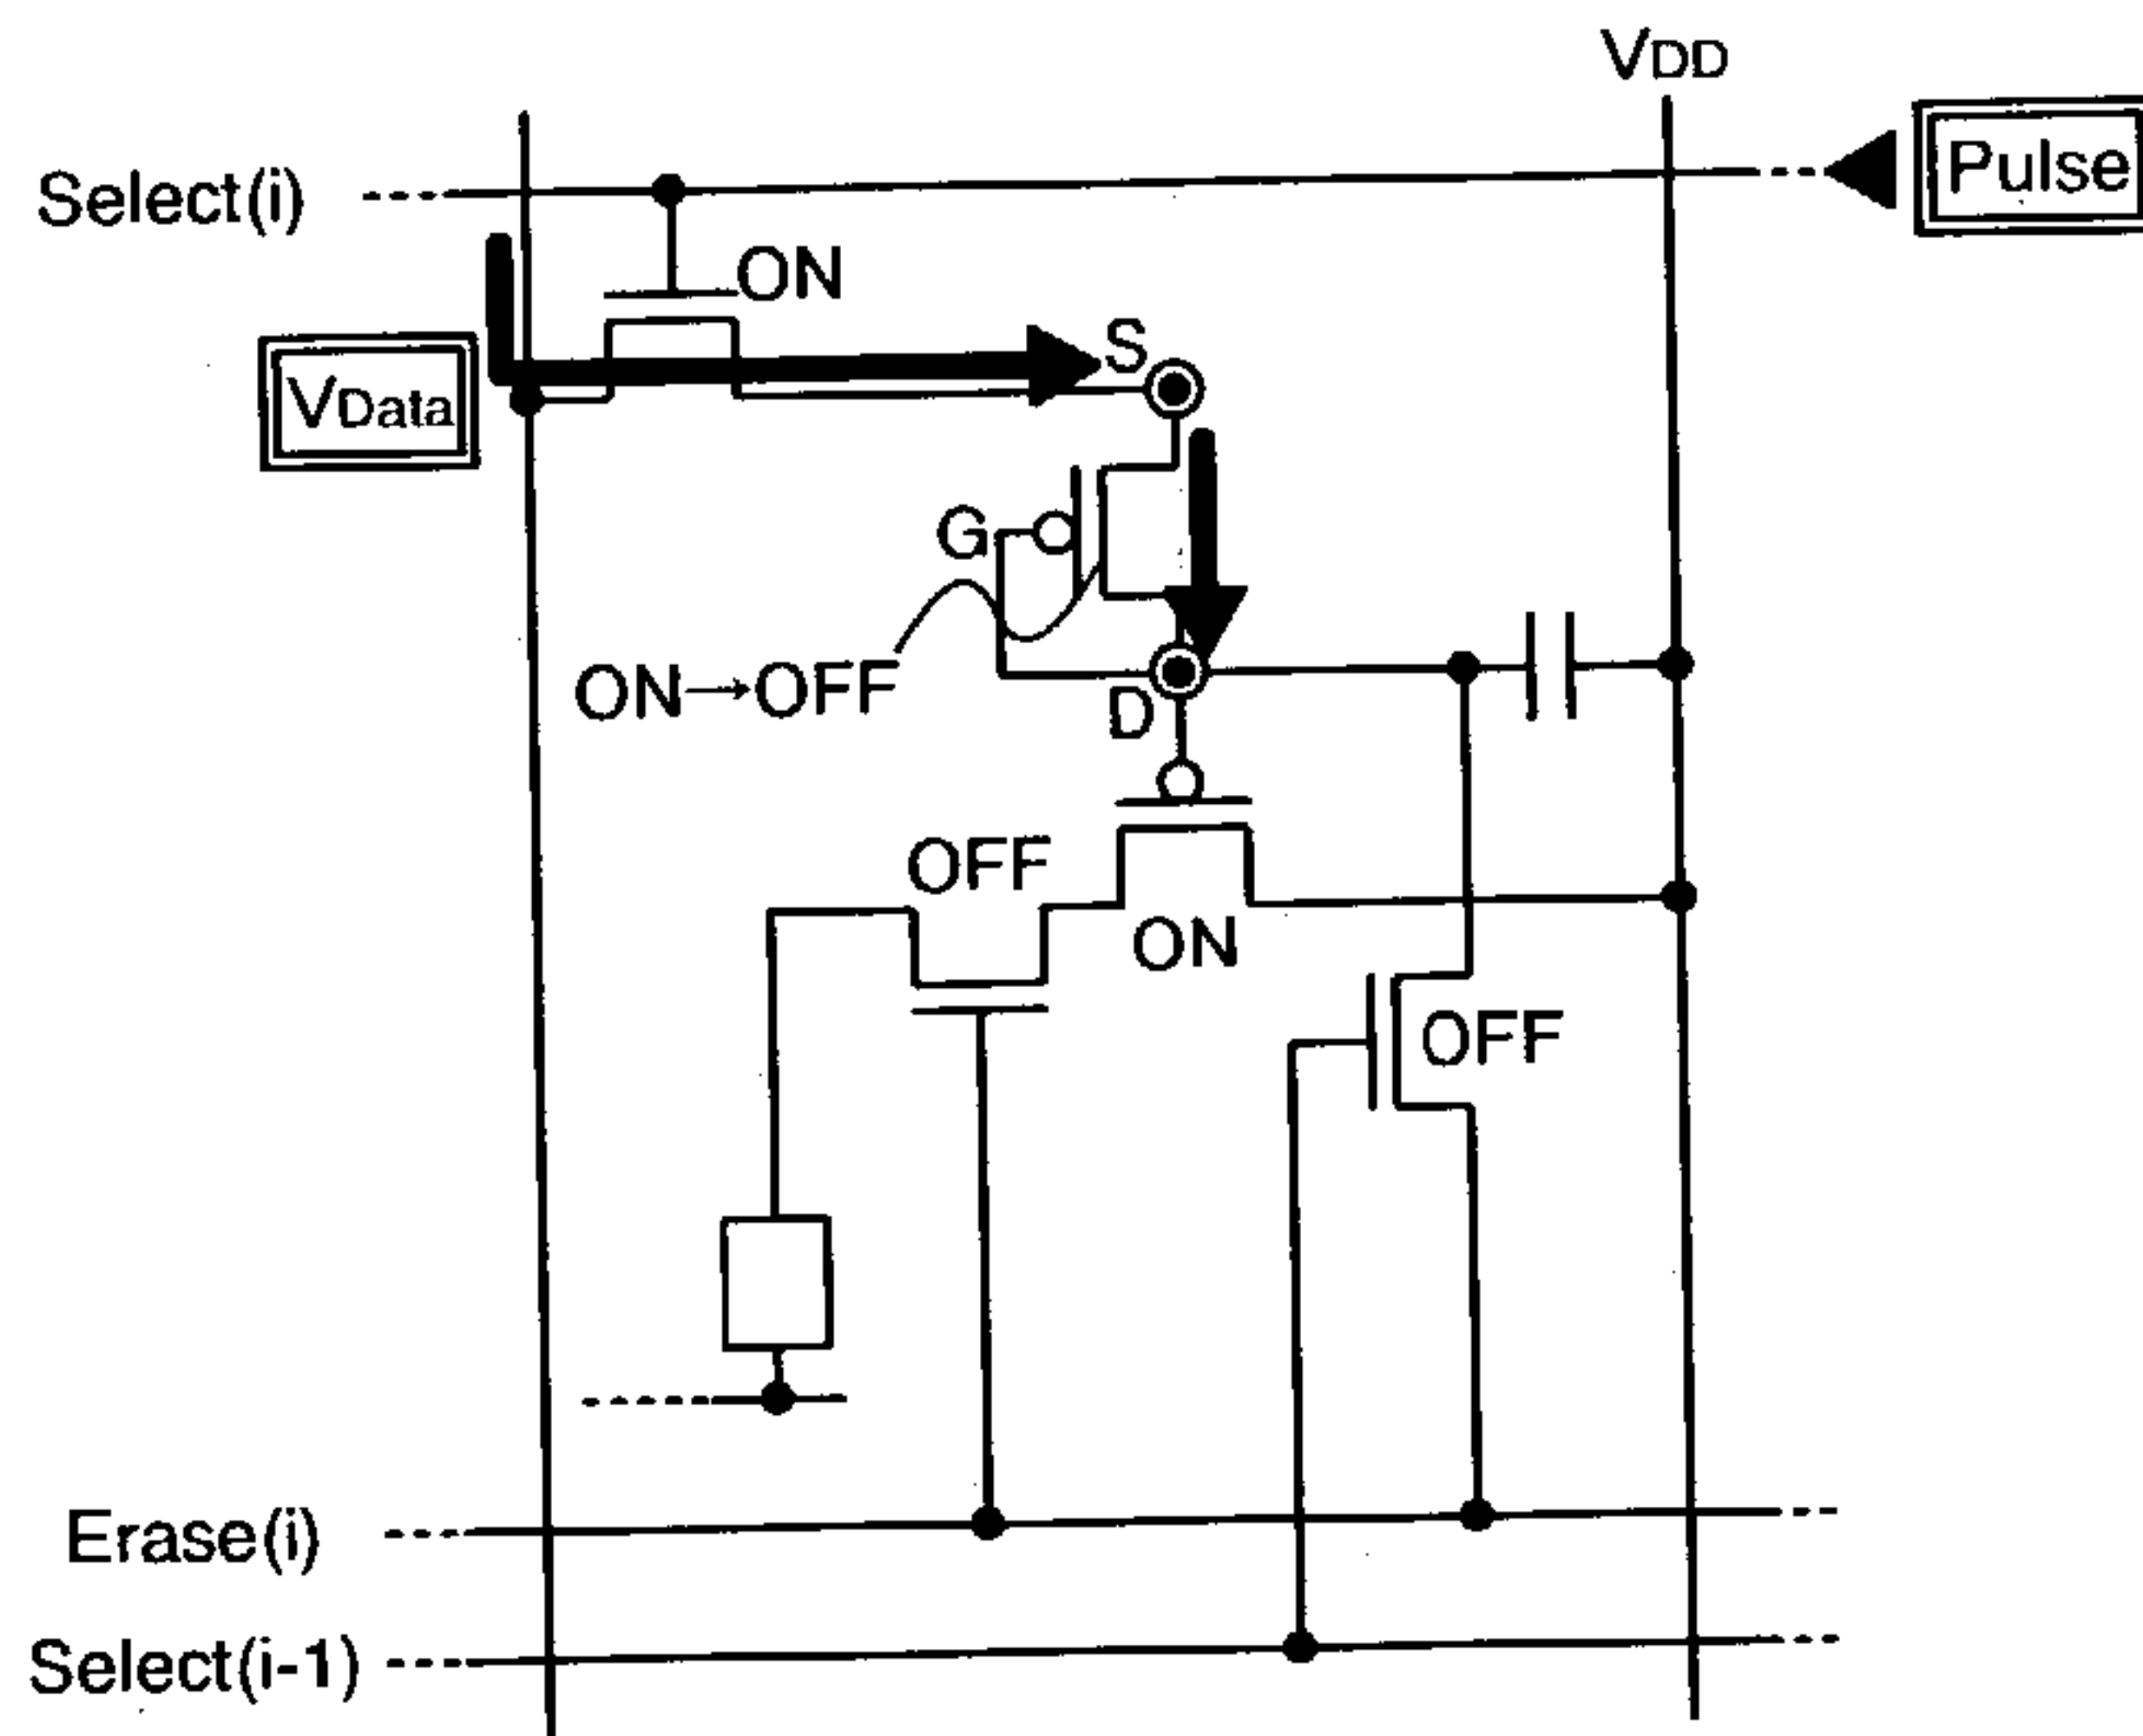 VDD
Select(i)
Pulse
ON
S
VData
G
ON→OFF
D
OFF
ON
OFF
Erase(i)
Select(i-1)